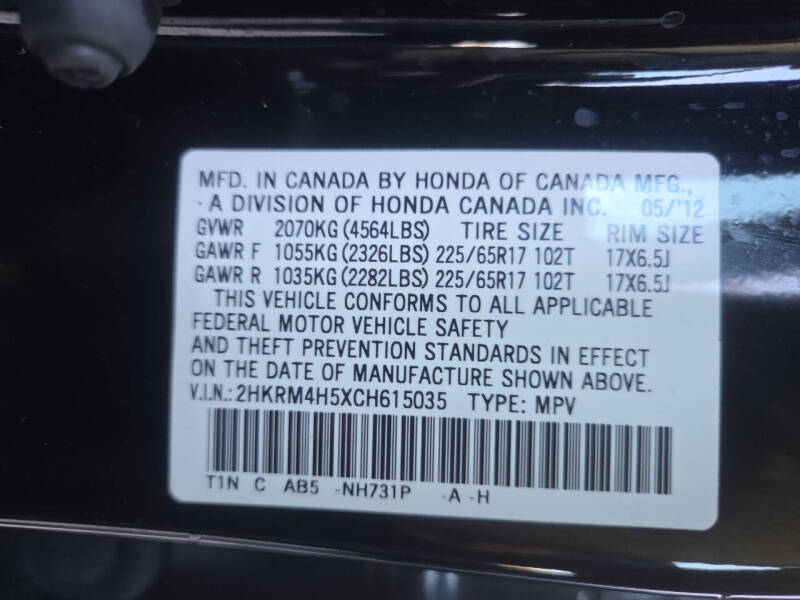 MFD. IN CANADA BY HONDA OF CANADA MFG.,
- A DIVISION OF HONDA CANADA INC. 05/'12
GVWR 2070KG (4564LBS) TIRE SIZE RIM SIZE
GAWR F 1055KG (2326LBS) 225/65R17 102T 17X6.5J
GAWR R 1035KG (2282LBS) 225/65R17 102T 17X6.5J
THIS VEHICLE CONFORMS TO ALL APPLICABLE
FEDERAL MOTOR VEHICLE SAFETY
AND THEFT PREVENTION STANDARDS IN EFFECT
ON THE DATE OF MANUFACTURE SHOWN ABOVE.
V.I.N.: 2HKRM4H5XCH615035 TYPE: MPV
T1N C AB5 -NH731P -A -H